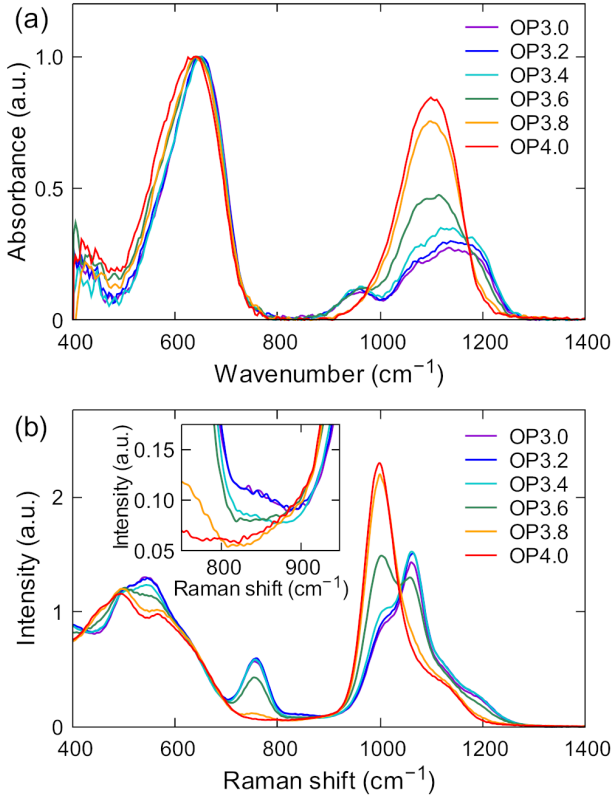 (a)
OP3.0
OP3.2
OP3.4
OP3.6
OP3.8
OP4.0
Absorbance (a.u.)
1.0
0.5
0
400 600 800 1000 1200 1400
Wavenumber (cm−1)
(b)
OP3.0
OP3.2
OP3.4
OP3.6
OP3.8
OP4.0
Intensity (a.u.)
0.15
0.10
0.05
800 900
Raman shift (cm−1)
Intensity (a.u.)
2
1
0
400 600 800 1000 1200 1400
Raman shift (cm−1)